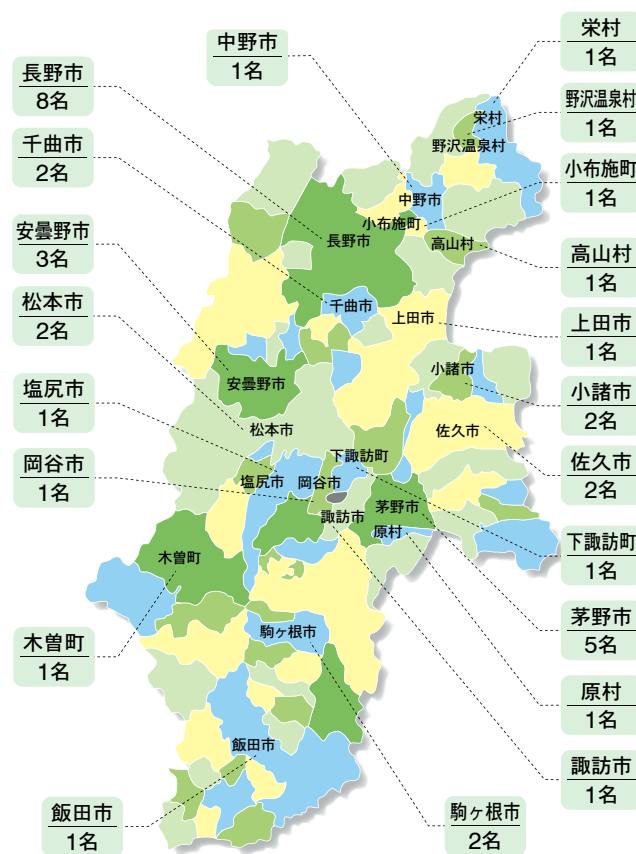 中野市
1名
栄村
1名
長野市
8名
野沢温泉村
1名
千曲市
2名
小布施町
1名
安曇野市
3名
高山村
1名
松本市
2名
上田市
1名
塩尻市
1名
小諸市
2名
岡谷市
1名
佐久市
2名
下諏訪町
1名
木曽町
1名
茅野市
5名
原村
1名
諏訪市
1名
飯田市
1名
駒ヶ根市
2名
栄村
野沢温泉村
中野市
小布施町
長野市
高山村
千曲市
上田市
小諸市
安曇野市
松本市
佐久市
下諏訪町
塩尻市
岡谷市
茅野市
諏訪市
原村
木曽町
駒ヶ根市
飯田市